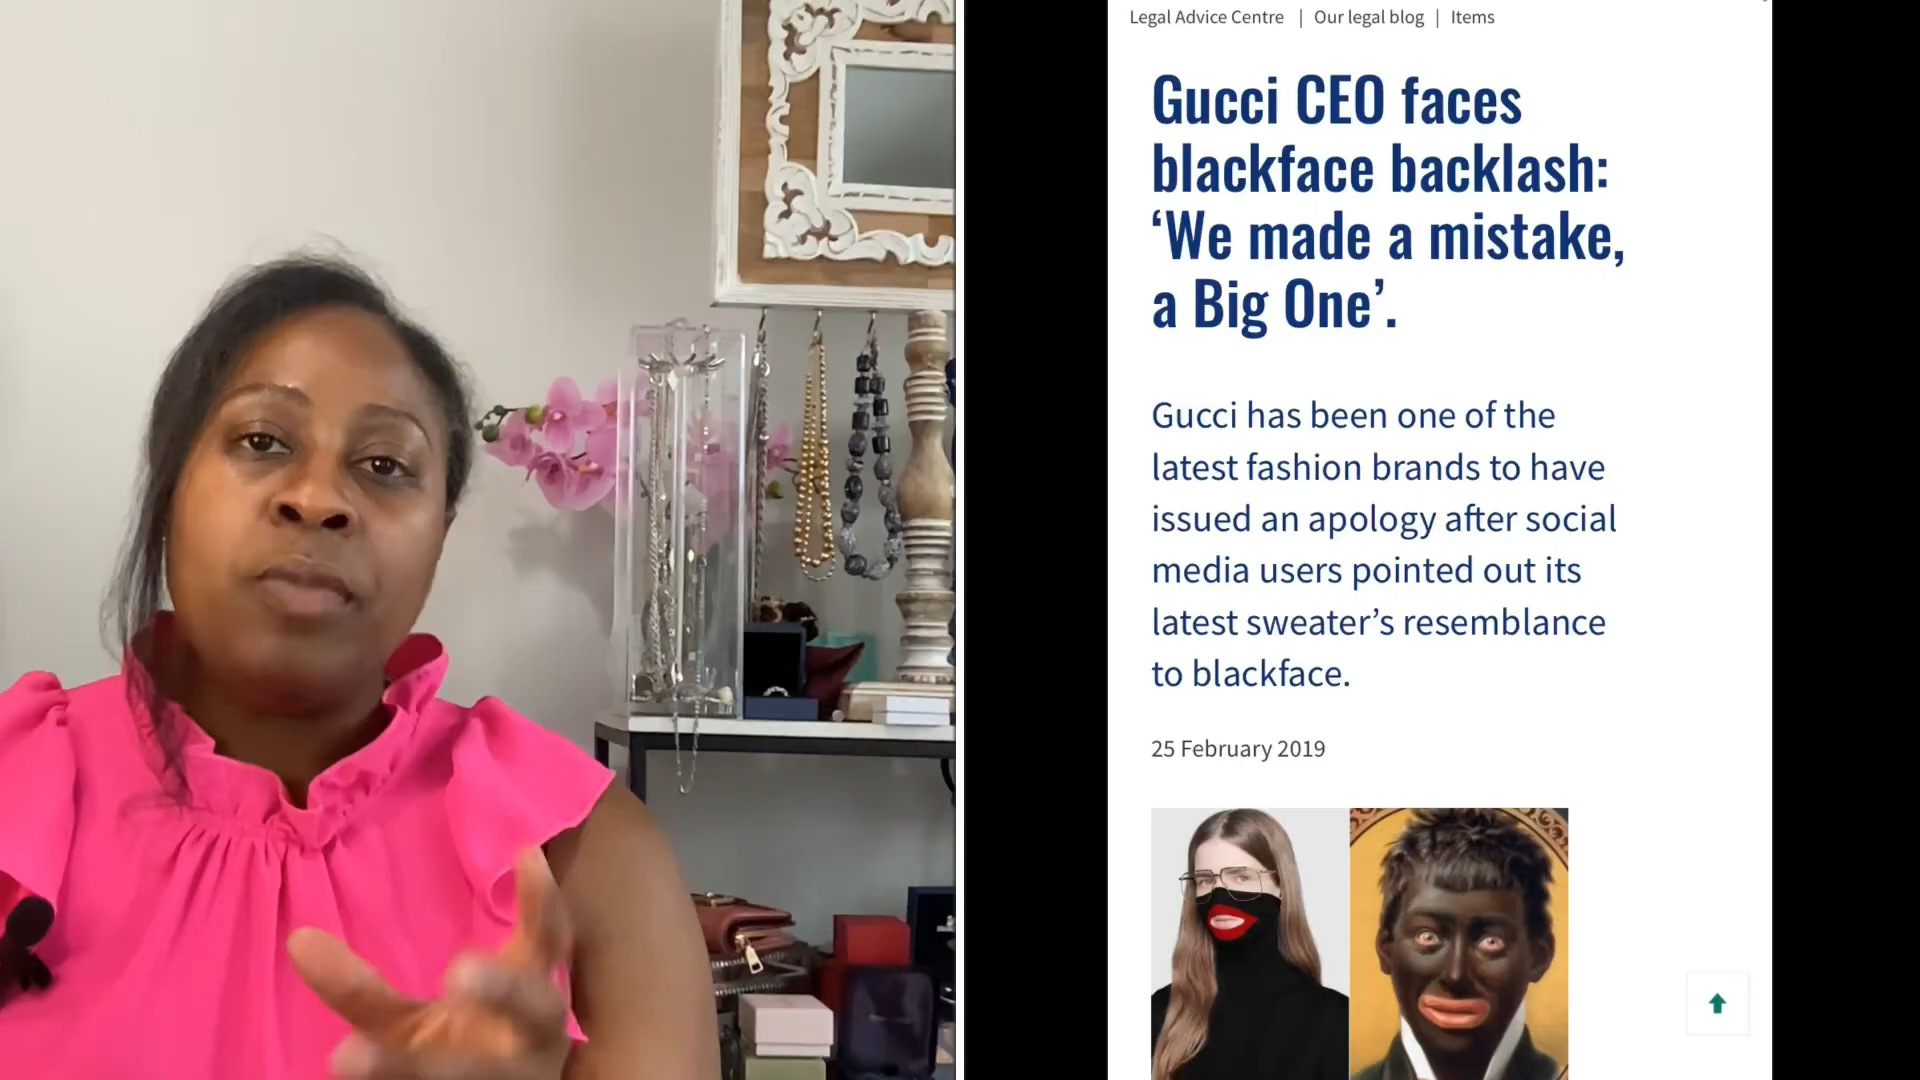 Legal Advice Centre | Our legal blog | Items
Gucci CEO faces
blackface backlash:
‘We made a mistake,
a Big One’.
Gucci has been one of the
latest fashion brands to have
issued an apology after social
media users pointed out its
latest sweater’s resemblance
to blackface.
25 February 2019